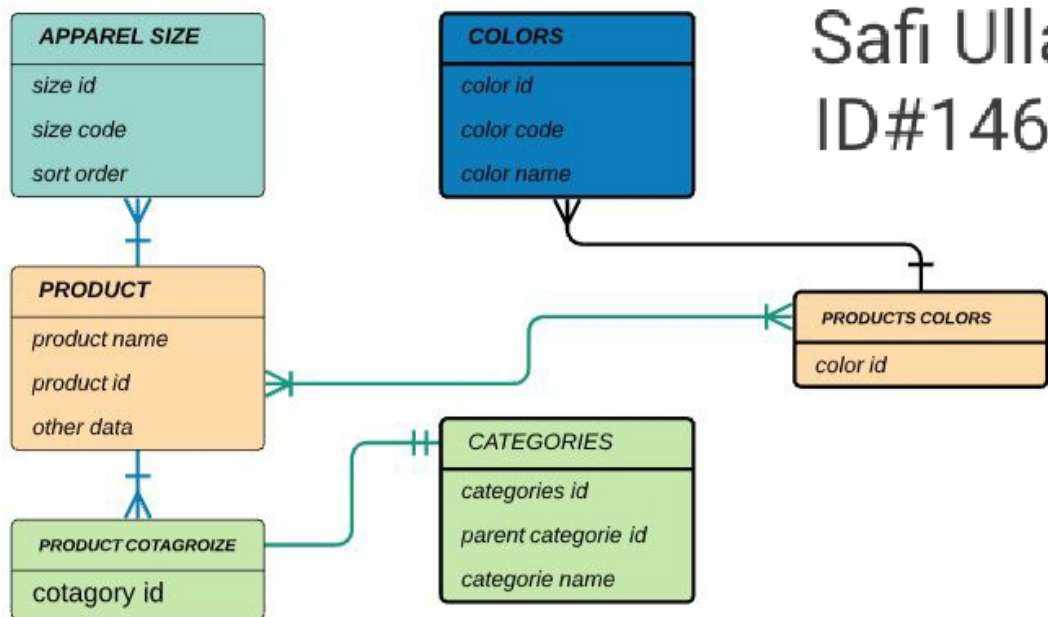 APPAREL SIZE
size id
size code
sort order
COLORS
color id
color code
color name
Safi
ID#146
PRODUCT
product name
product id
other data
PRODUCTS COLORS
color id
CATEGORIES
categories id
parent categorie id
categorie name
PRODUCT COTAGROIZE
cotagory id